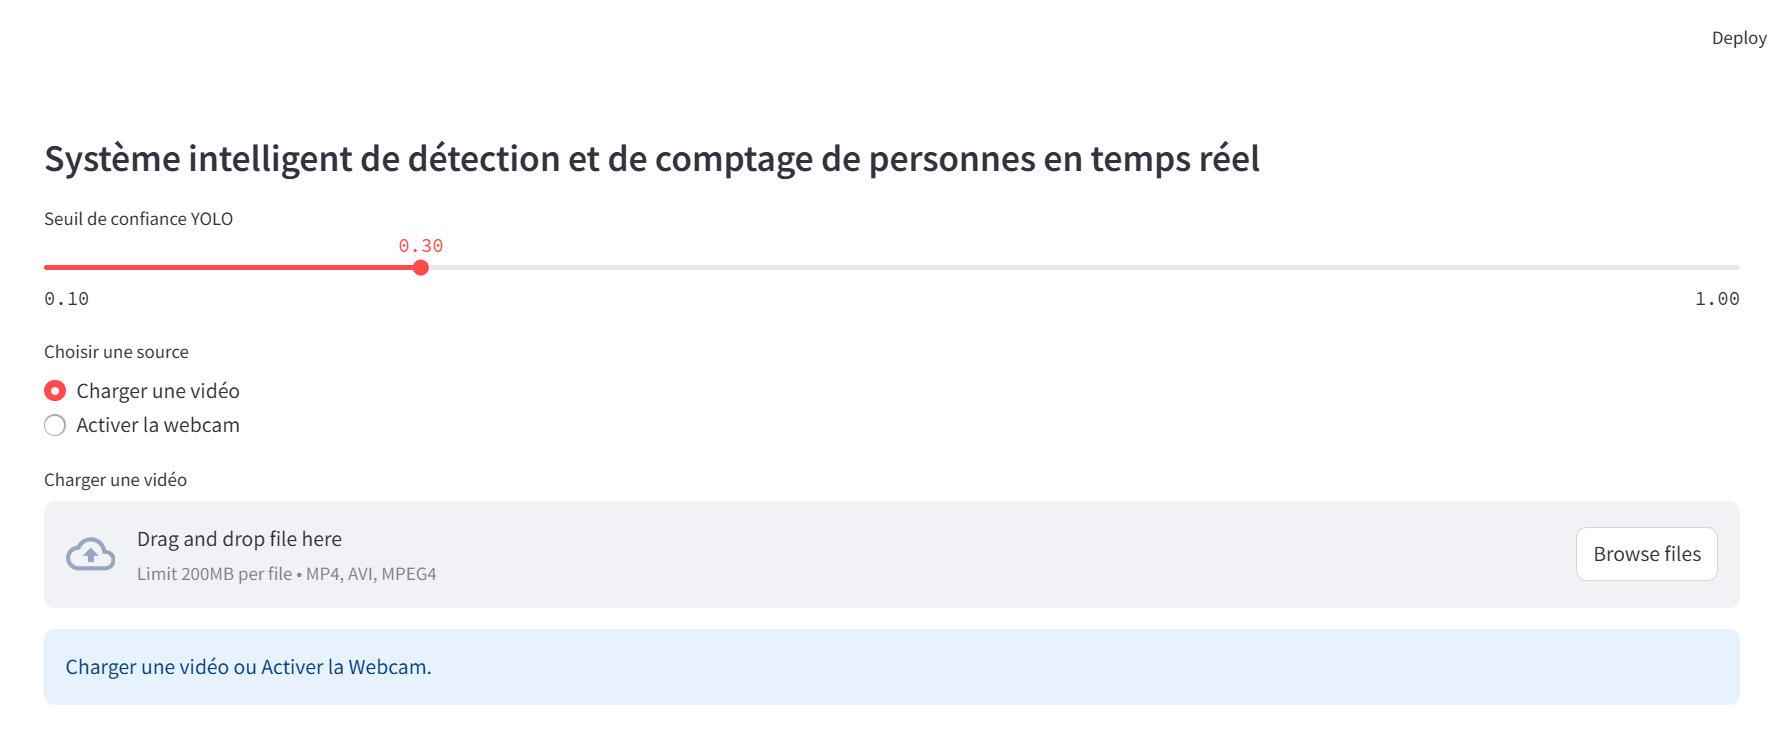 Deploy
Système intelligent de détection et de comptage de personnes en temps réel
Seuil de confiance YOLO
0.30
0.10 1.00
Choisir une source
Charger une vidéo
Activer la webcam
Charger une vidéo
Drag and drop file here
Limit 200MB per file • MP4, AVI, MPEG4
Browse files
Charger une vidéo ou Activer la Webcam.